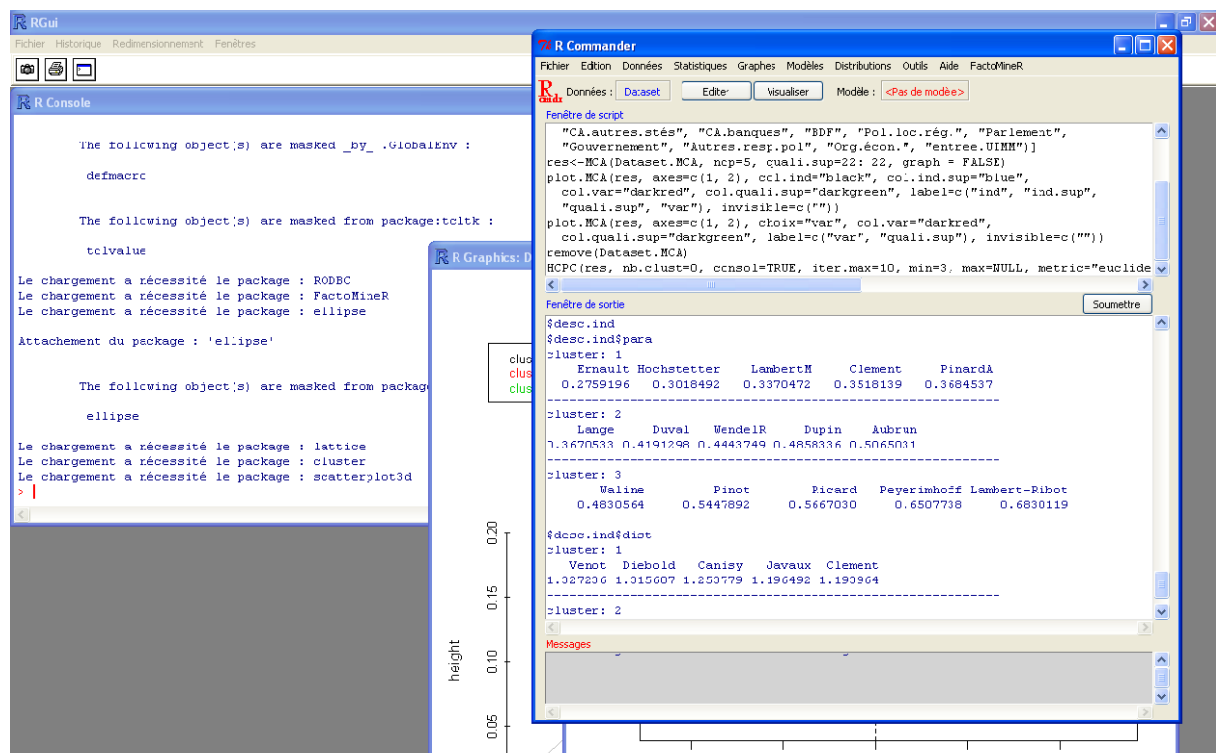 RGui
Fichier Historique Redimensionnement Fenêtres
R Console
The following object(s) are masked _by_ .GlobalEnv :
defmacro
The following object(s) are masked from package:tcltk :
tclvalue
Le chargement a nécessité le package : RODBC
Le chargement a nécessité le package : FactoMineR
Le chargement a nécessité le package : ellipse
Attachement du package : 'ellipse'
The following object(s) are masked from package
ellipse
Le chargement a nécessité le package : lattice
Le chargement a nécessité le package : cluster
Le chargement a nécessité le package : scatterplot3d
>
R Graphics: D
clus
clus
clus
height
0.20
0.15
0.10
0.05
R Commander
Fichier Edition Données Statistiques Graphes Modèles Distributions Outils Aide FactoMineR
R cmdr Données : Dataset Editer Visualiser Modèle : <Pas de modèle>
Fenêtre de script
"CA.autres.stés", "CA.banques", "BDF", "Pol.loc.rég.", "Parlement",
"Gouvernement", "Autres.resp.pol", "Org.écon.", "entree.UIMM")]
res<-MCA(Dataset.MCA, ncp=5, quali.sup=22: 22, graph = FALSE)
plot.MCA(res, axes=c(1, 2), col.ind="black", col.ind.sup="blue",
col.var="darkred", col.quali.sup="darkgreen", label=c("ind", "ind.sup",
"quali.sup", "var"), invisible=c(""))
plot.MCA(res, axes=c(1, 2), choix="var", col.var="darkred",
col.quali.sup="darkgreen", label=c("var", "quali.sup"), invisible=c(""))
remove(Dataset.MCA)
HCPC(res, nb.clust=0, consol=TRUE, iter.max=10, min=3, max=NULL, metric="euclide
Fenêtre de sortie Soumettre
$desc.ind
$desc.ind$para
cluster: 1
Ernault Hochstetter LambertM Clement PinardA
0.2759196 0.3018492 0.3370472 0.3518139 0.3684537
------------------------------------------------------------
cluster: 2
Lange Duval WendelR Dupin Aubrun
0.3670533 0.4191298 0.4443749 0.4858336 0.5065031
------------------------------------------------------------
cluster: 3
Waline Pinot Ricard Peyerimhoff Lambert-Ribot
0.4830564 0.5447892 0.5667030 0.6507738 0.6830119
$desc.ind$dist
cluster: 1
Venot Diebold Canisy Javaux Clement
1.196492
------------------------------------------------------------
cluster: 2
Messages